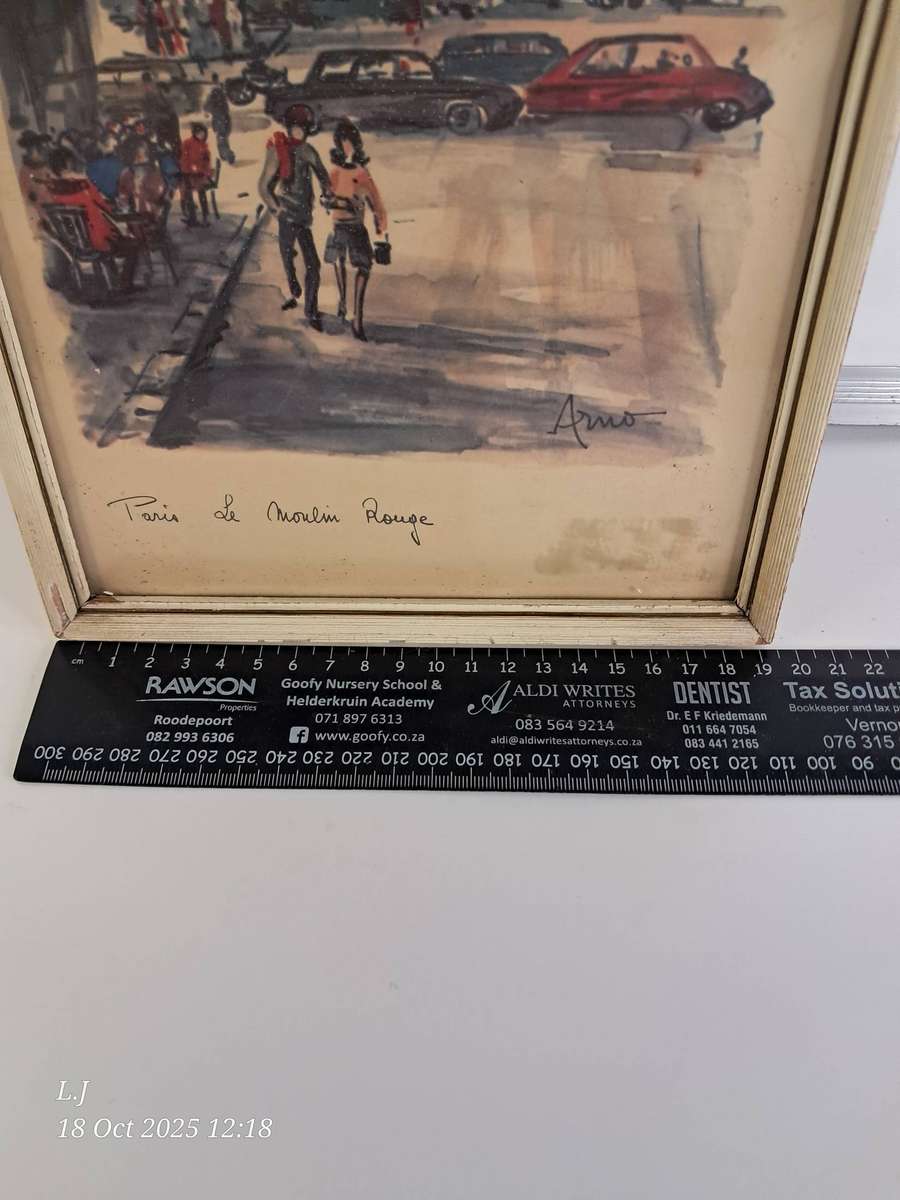 Arno
Paris Le Moulin Rouge
cm 1 2 3 4 5 6 7 8 9 10 11 12 13 14 15 16 17 18 19 20 21 22
RAWSON
Properties
Roodepoort
082 993 6306
Goofy Nursery School &
Helderkruin Academy
071 897 6313
www.goofy.co.za
ALDI WRITES
ATTORNEYS
083 564 9214
aldi@aldiwritesattorneys.co.za
DENTIST
Dr. E F Kriedemann
011 664 7054
083 441 2165
Tax Soluti
Bookkeeper and tax p
Verno
076 315
300 290 280 270 260 250 240 230 220 210 200 190 180 170 160 150 140 130 120 110 100 90
L.J
18 Oct 2025 12:18